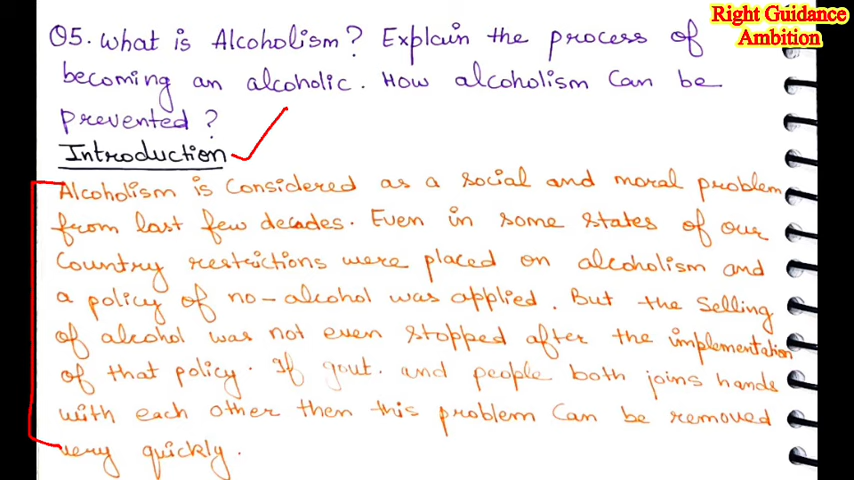 Right Guidance
Ambition
Q5. What is Alcoholism? Explain the process of
becoming an alcoholic. How alcoholism Can be
prevented?
Introduction
Alcoholism is Considered as a social and moral problem
from last few decades. Even in some states of our
Country restrictions were placed on alcoholism and
a policy of no-alcohol was applied. But the Selling
of alcohol was not even stopped after the implementation
of that policy. If govt. and people both joins hands
with each other then this problem Can be removed
very quickly.